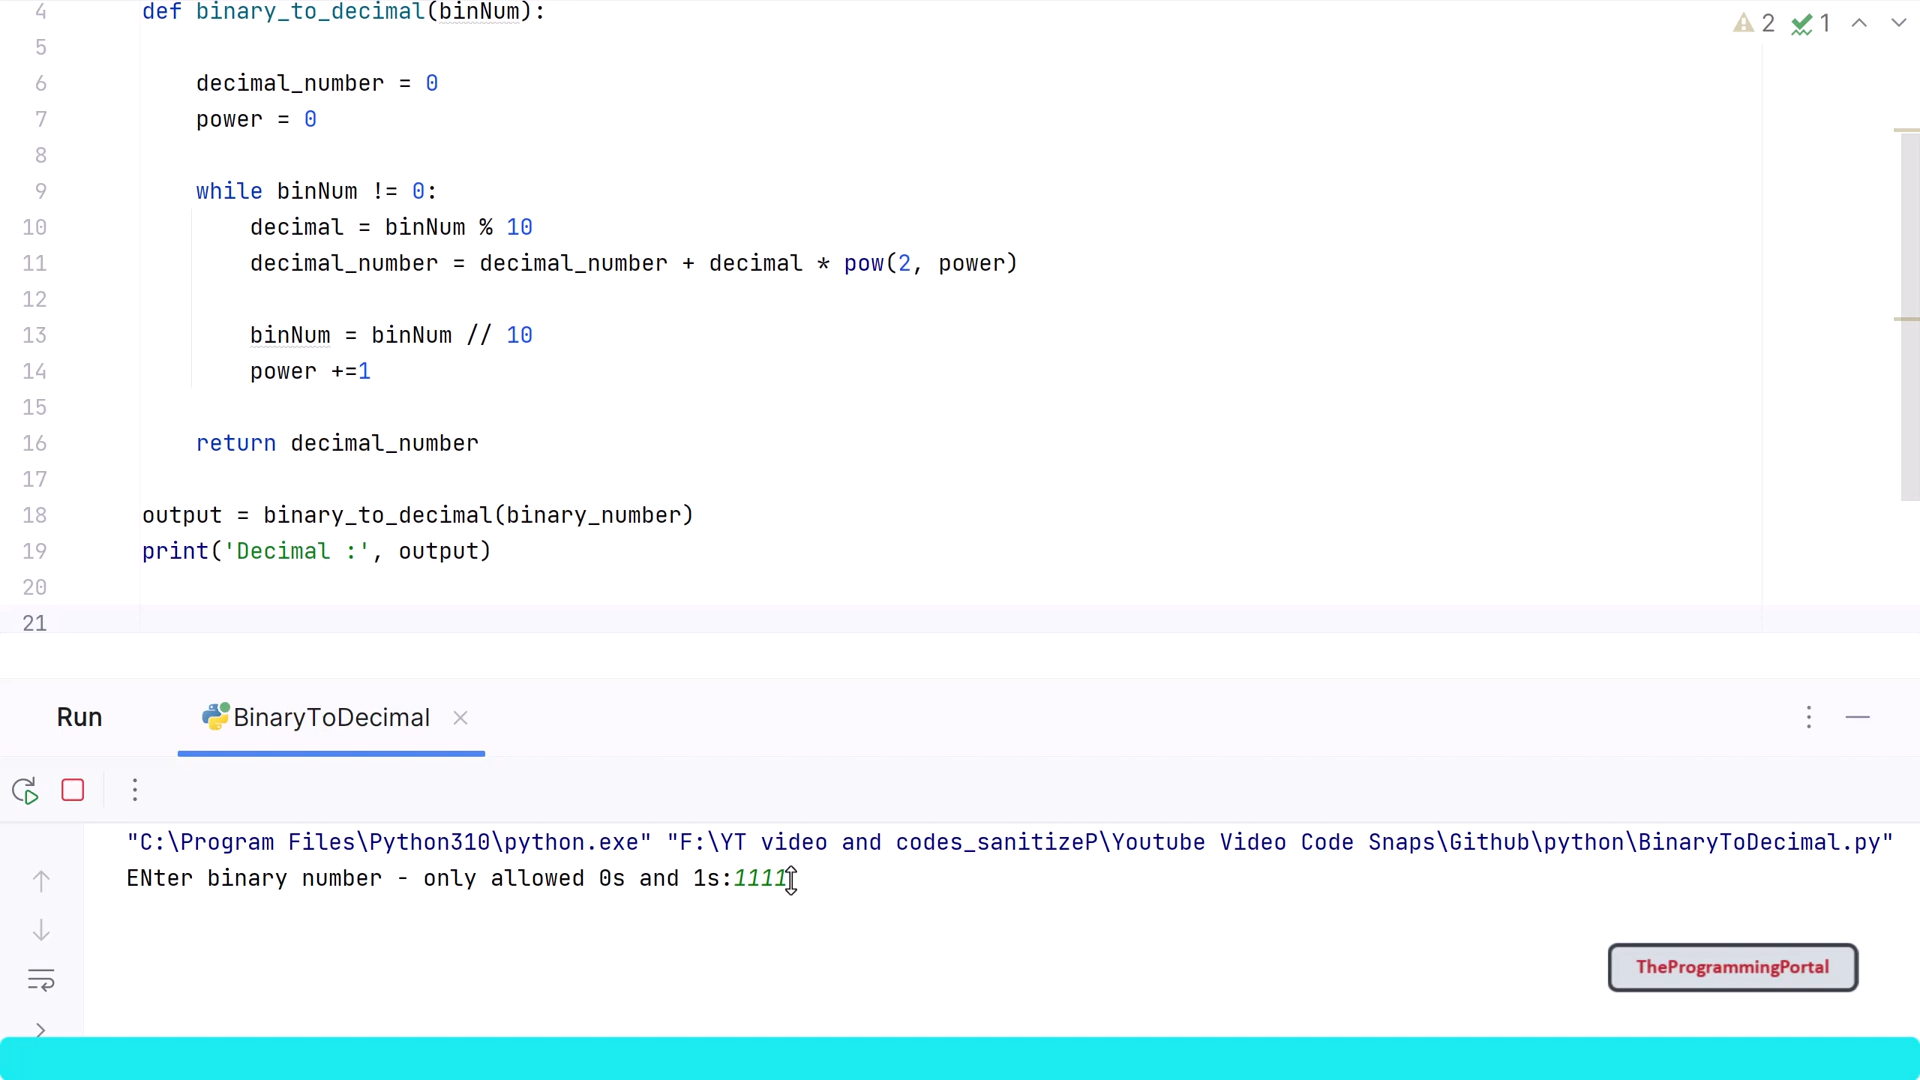 4 def binary_to_decimal(binNum):
2 1
5
6 decimal_number = 0
7 power = 0
8
9 while binNum != 0:
10 decimal = binNum % 10
11 decimal_number = decimal_number + decimal * pow(2, power)
12
13 binNum = binNum // 10
14 power +=1
15
16 return decimal_number
17
18 output = binary_to_decimal(binary_number)
19 print('Decimal :', output)
20
21
Run BinaryToDecimal
"C:\Program Files\Python310\python.exe" "F:\YT video and codes_sanitizeP\Youtube Video Code Snaps\Github\python\BinaryToDecimal.py"
ENter binary number - only allowed 0s and 1s:1111
TheProgrammingPortal